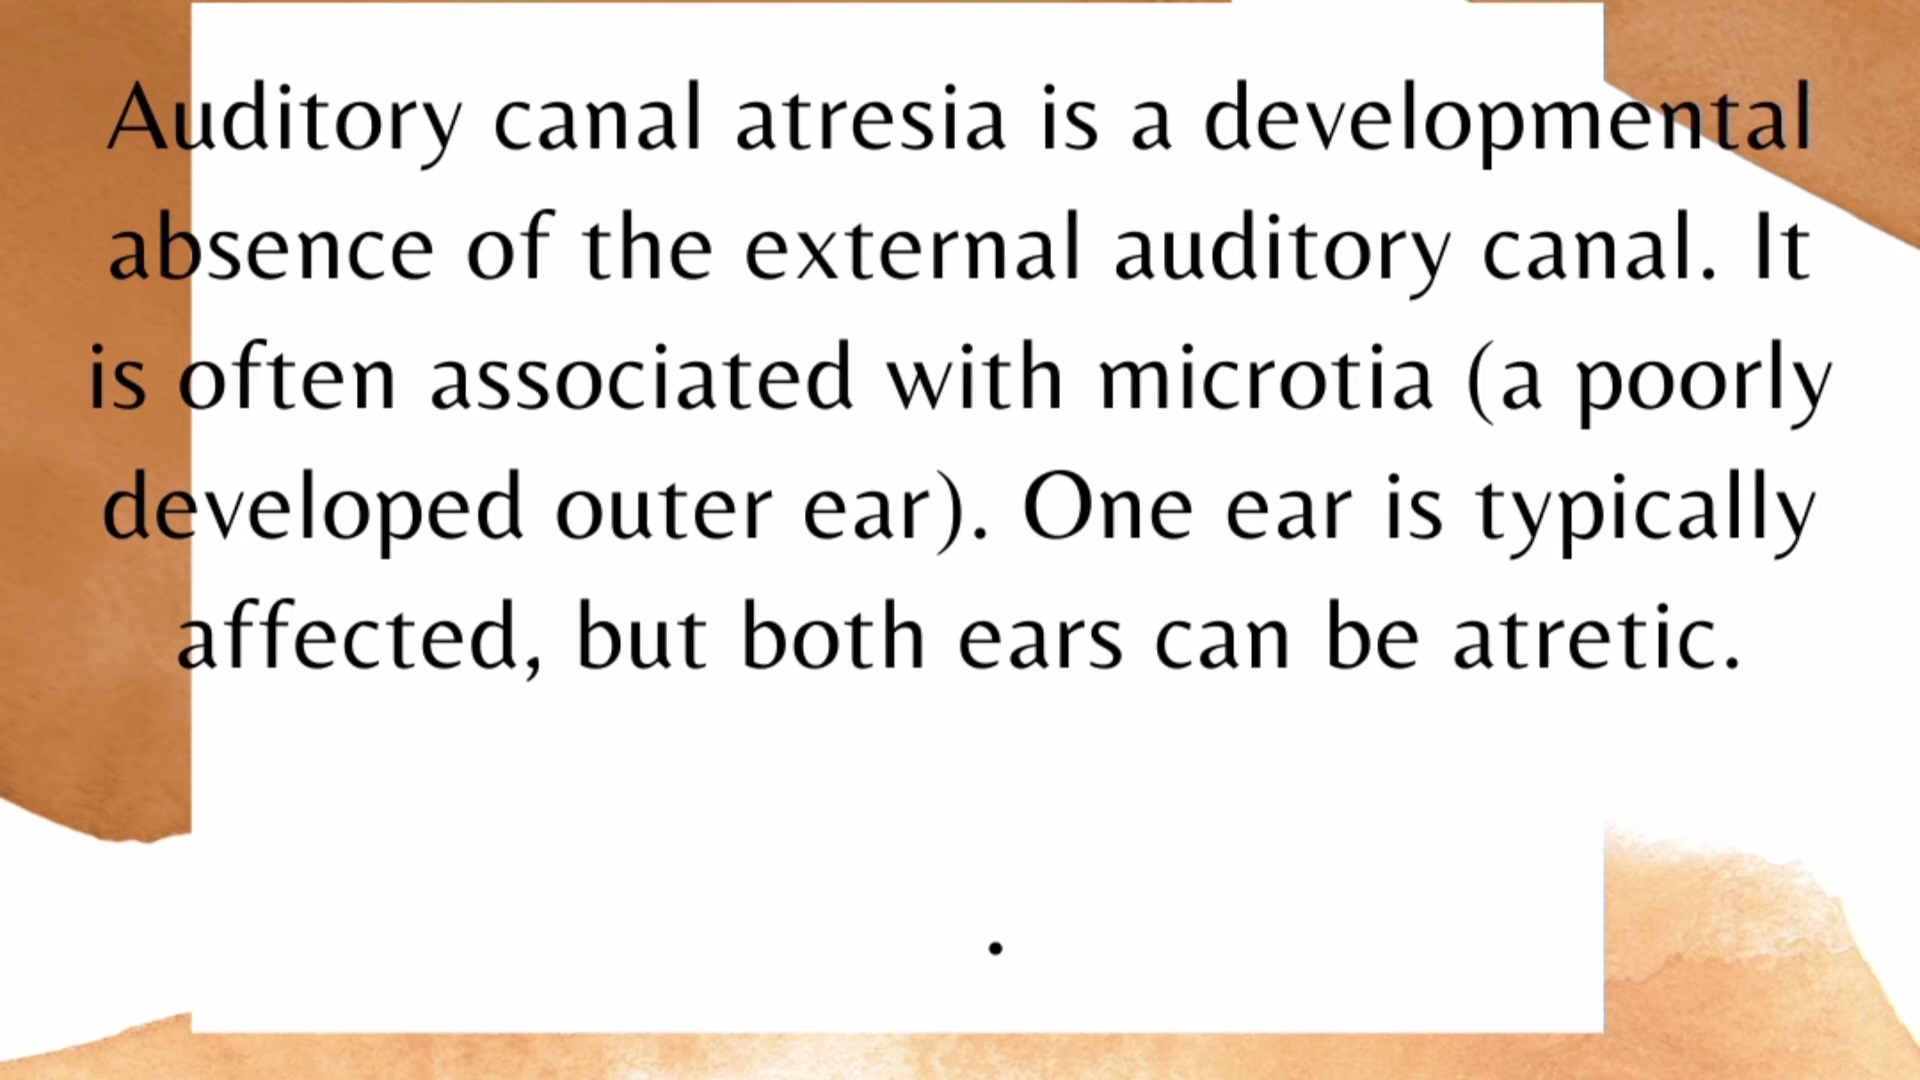 Auditory canal atresia is a developmental
absence of the external auditory canal. It
is often associated with microtia (a poorly
developed outer ear). One ear is typically
affected, but both ears can be atretic.
.